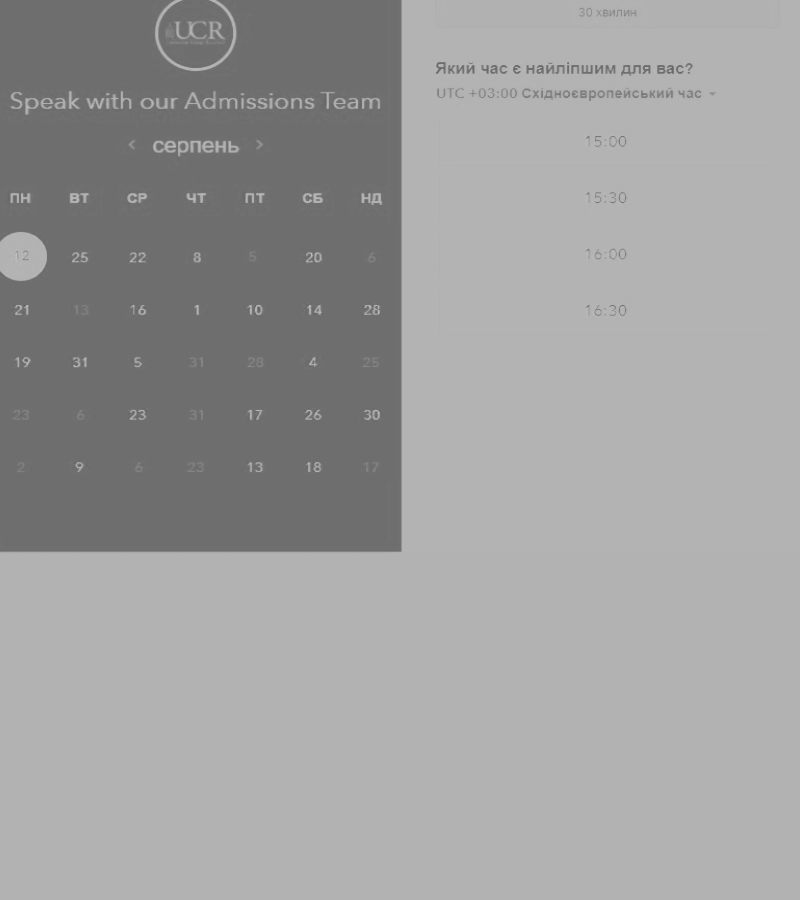 UCR
Speak with our Admissions Team
серпень
ПН ВТ СР ЧТ ПТ СБ НД
12 25 22 8 5 20 6
21 13 16 1 10 14 28
19 31 5 31 28 4 25
23 6 23 31 17 26 30
2 9 6 23 13 18 17
30 хвилин
Який час є найліпшим для вас?
UTC +03:00 Східноєвропейський час
15:00
15:30
16:00
16:30